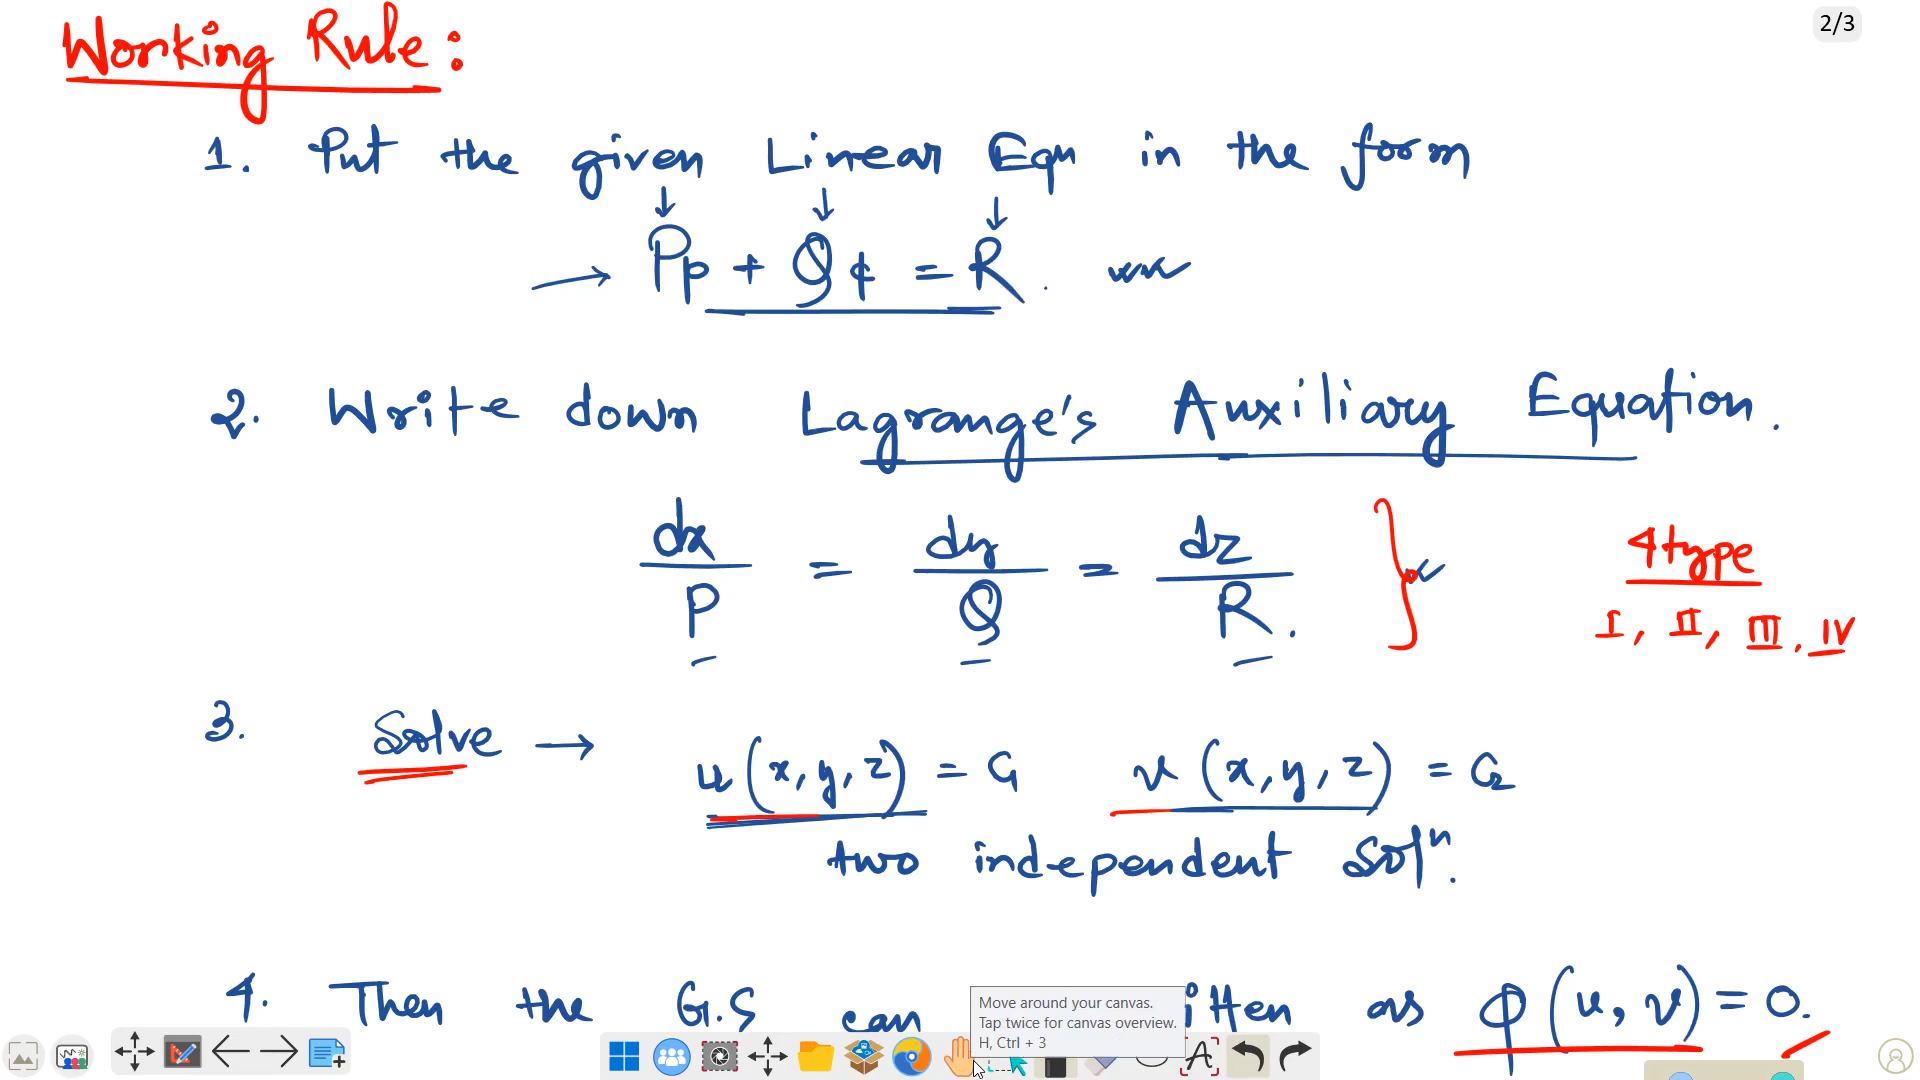 Working Rule:
2/3
1. Put the given Linear Eqn in the form
→ Pp + Qq = R.
2. Write down Lagrange's Auxiliary Equation.
dx/P = dy/Q = dz/R.
4 type
I, II, III, IV
3. Solve → u(x, y, z) = C1 v(x, y, z) = C2
two independent Solⁿ.
4. Then the G.S can itten as φ(u, v) = 0.
Move around your canvas.
Tap twice for canvas overview.
H, Ctrl + 3
A